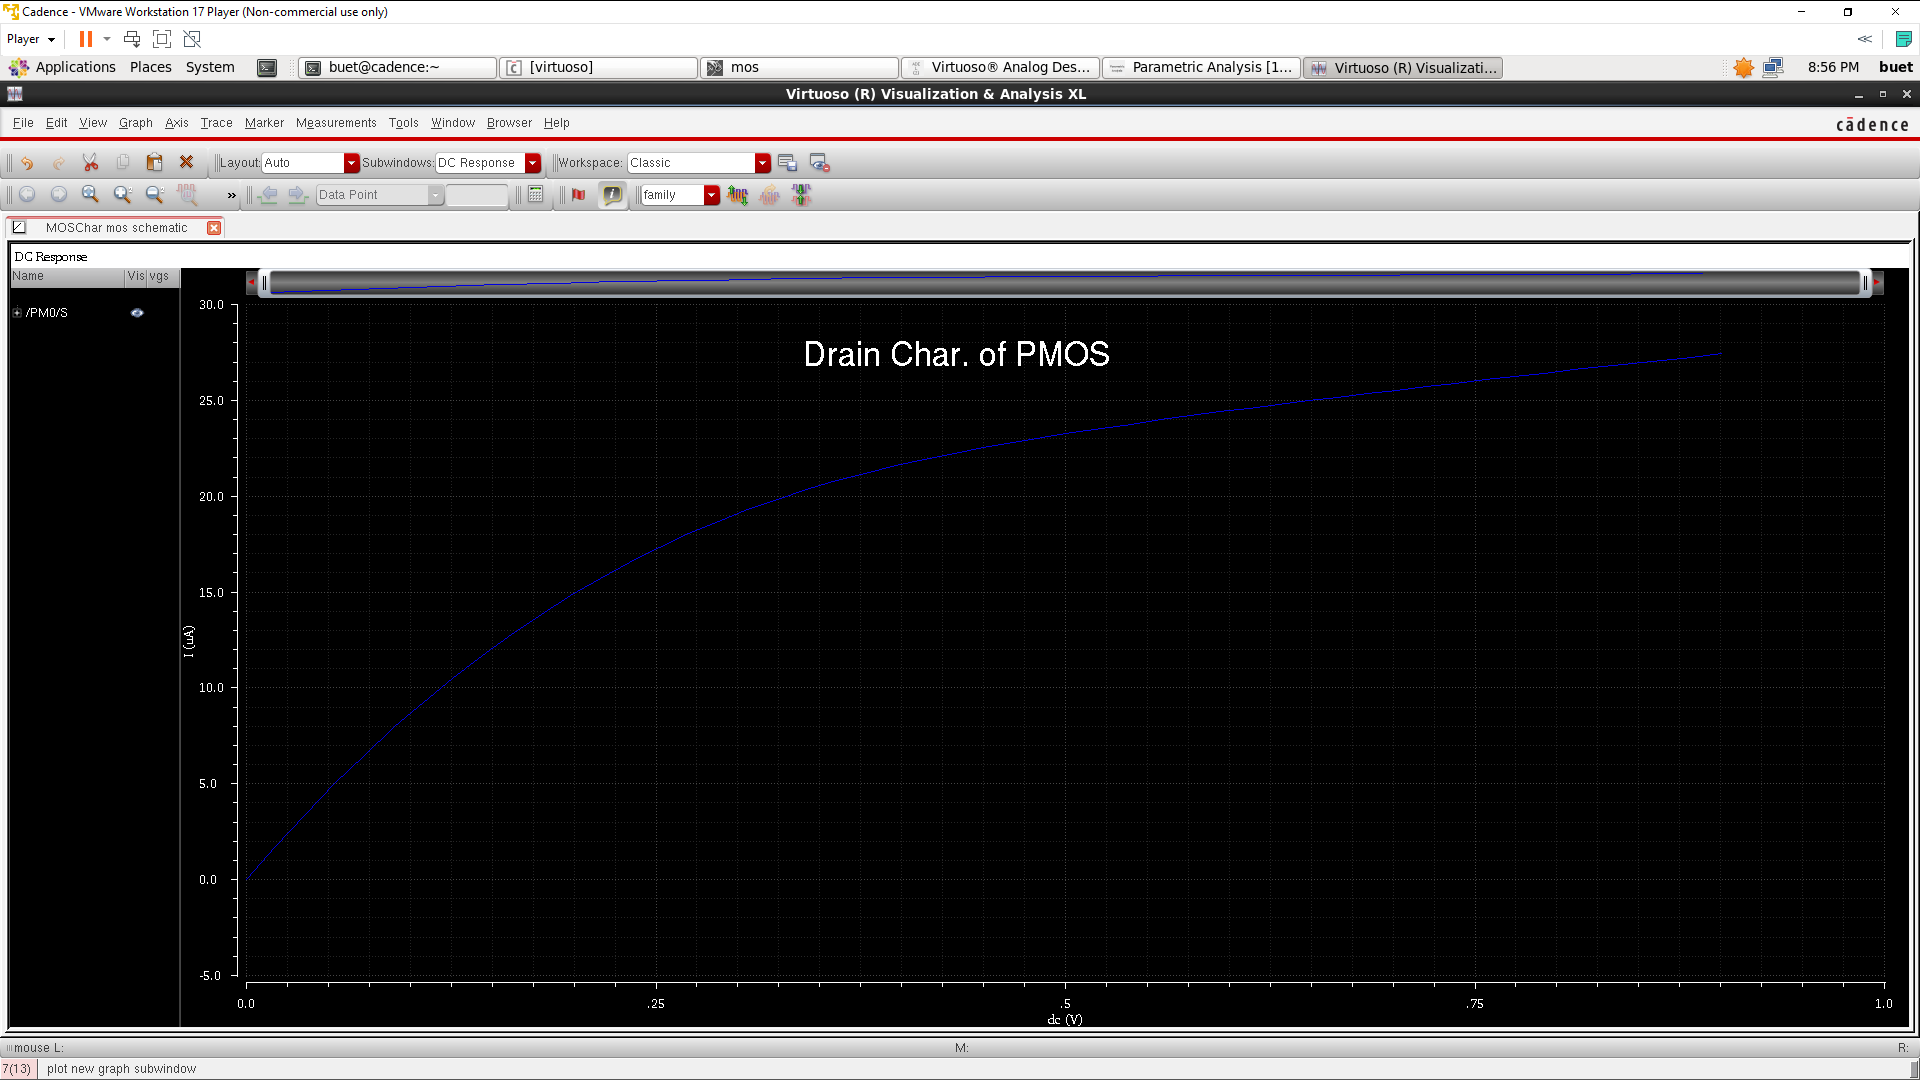 Cadence - VMware Workstation 17 Player (Non-commercial use only)
Player
Applications Places System buet@cadence:~ [virtuoso] mos Virtuoso® Analog Des... Parametric Analysis [1... Virtuoso (R) Visualizati... 8:56 PM buet
Virtuoso (R) Visualization & Analysis XL
File Edit View Graph Axis Trace Marker Measurements Tools Window Browser Help
cādence
Layout: Auto Subwindows: DC Response Workspace: Classic
» Data Point family
MOSChar mos schematic
DC Response
Name Vis vgs
/PM0/S
Drain Char. of PMOS
30.0
25.0
20.0
15.0
10.0
5.0
0.0
-5.0
I (uA)
0.0 .25 .5 .75 1.0
dc (V)
mouse L: M: R:
7(13) plot new graph subwindow